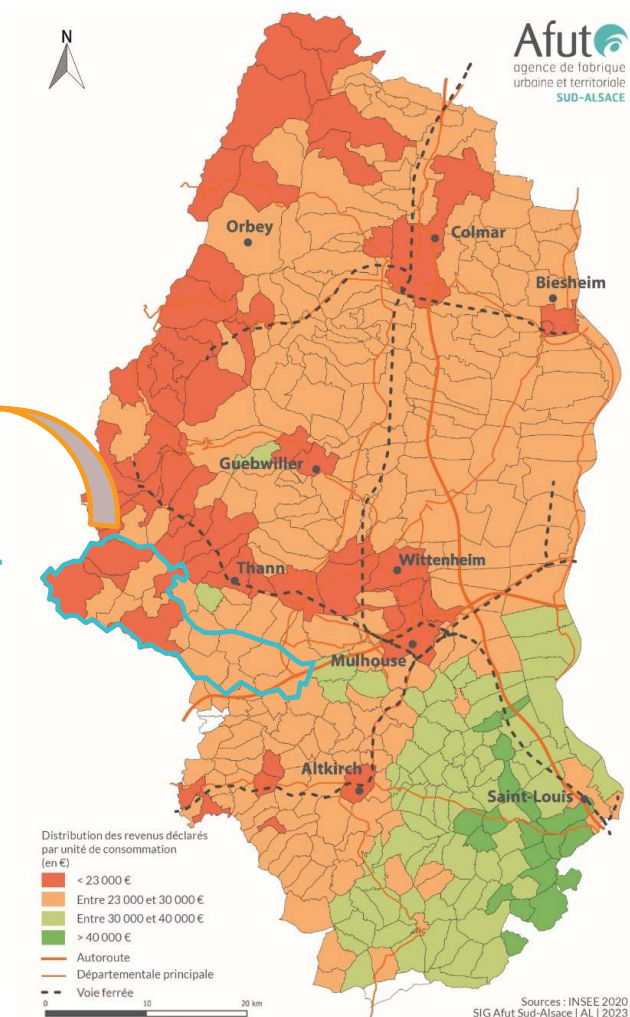 N
Afut
agence de fabrique
urbaine et territoriale
SUD-ALSACE
Orbey
Colmar
Biesheim
Guebwiller
Thann
Wittenheim
Mulhouse
Altkirch
Saint-Louis
Distribution des revenus déclarés
par unité de consommation
(en €)
< 23 000 €
Entre 23 000 et 30 000 €
Entre 30 000 et 40 000 €
> 40 000 €
Autoroute
Départementale principale
Voie ferrée
0 10 20 km
Sources : INSEE 2020
SIG Afut Sud-Alsace | AL | 2023